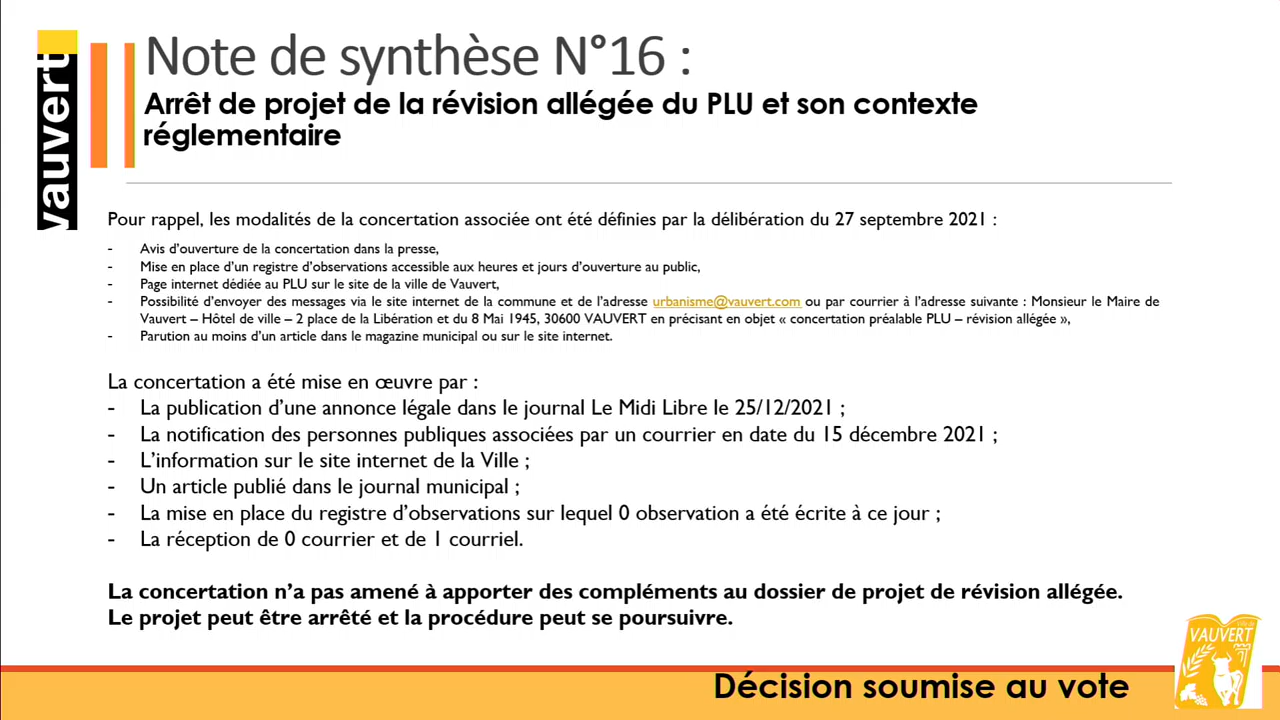 vauvert
Note de synthèse N°16 :
Arrêt de projet de la révision allégée du PLU et son contexte
réglementaire
Pour rappel, les modalités de la concertation associée ont été définies par la délibération du 27 septembre 2021 :
- Avis d’ouverture de la concertation dans la presse,
- Mise en place d’un registre d’observations accessible aux heures et jours d’ouverture au public,
- Page internet dédiée au PLU sur le site de la ville de Vauvert,
- Possibilité d’envoyer des messages via le site internet de la commune et de l’adresse urbanisme@vauvert.com ou par courrier à l’adresse suivante : Monsieur le Maire de
Vauvert – Hôtel de ville – 2 place de la Libération et du 8 Mai 1945, 30600 VAUVERT en précisant en objet « concertation préalable PLU – révision allégée »,
- Parution au moins d’un article dans le magazine municipal ou sur le site internet.
La concertation a été mise en œuvre par :
- La publication d’une annonce légale dans le journal Le Midi Libre le 25/12/2021 ;
- La notification des personnes publiques associées par un courrier en date du 15 décembre 2021 ;
- L’information sur le site internet de la Ville ;
- Un article publié dans le journal municipal ;
- La mise en place du registre d’observations sur lequel 0 observation a été écrite à ce jour ;
- La réception de 0 courrier et de 1 courriel.
La concertation n’a pas amené à apporter des compléments au dossier de projet de révision allégée.
Le projet peut être arrêté et la procédure peut se poursuivre.
VAUVERT
Décision soumise au vote